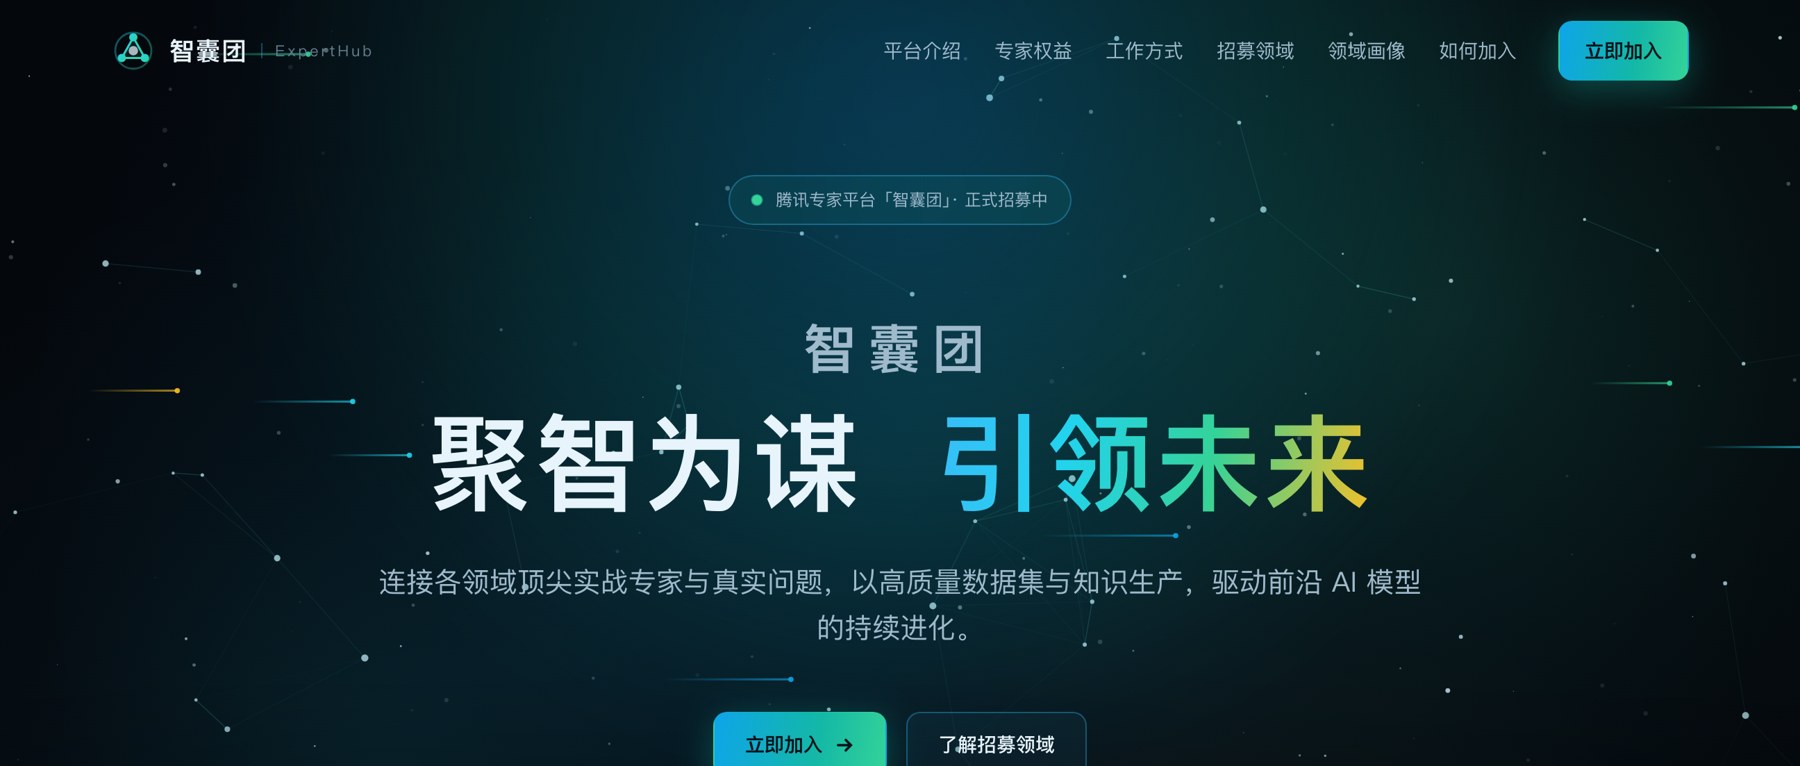 智囊团 | ExpertHub
平台介绍 专家权益 工作方式 招募领域 领域画像 如何加入 立即加入
腾讯专家平台「智囊团」· 正式招募中
智囊团
聚智为谋 引领未来
连接各领域顶尖实战专家与真实问题，以高质量数据集与知识生产，驱动前沿 AI 模型
的持续进化。
立即加入 → 了解招募领域